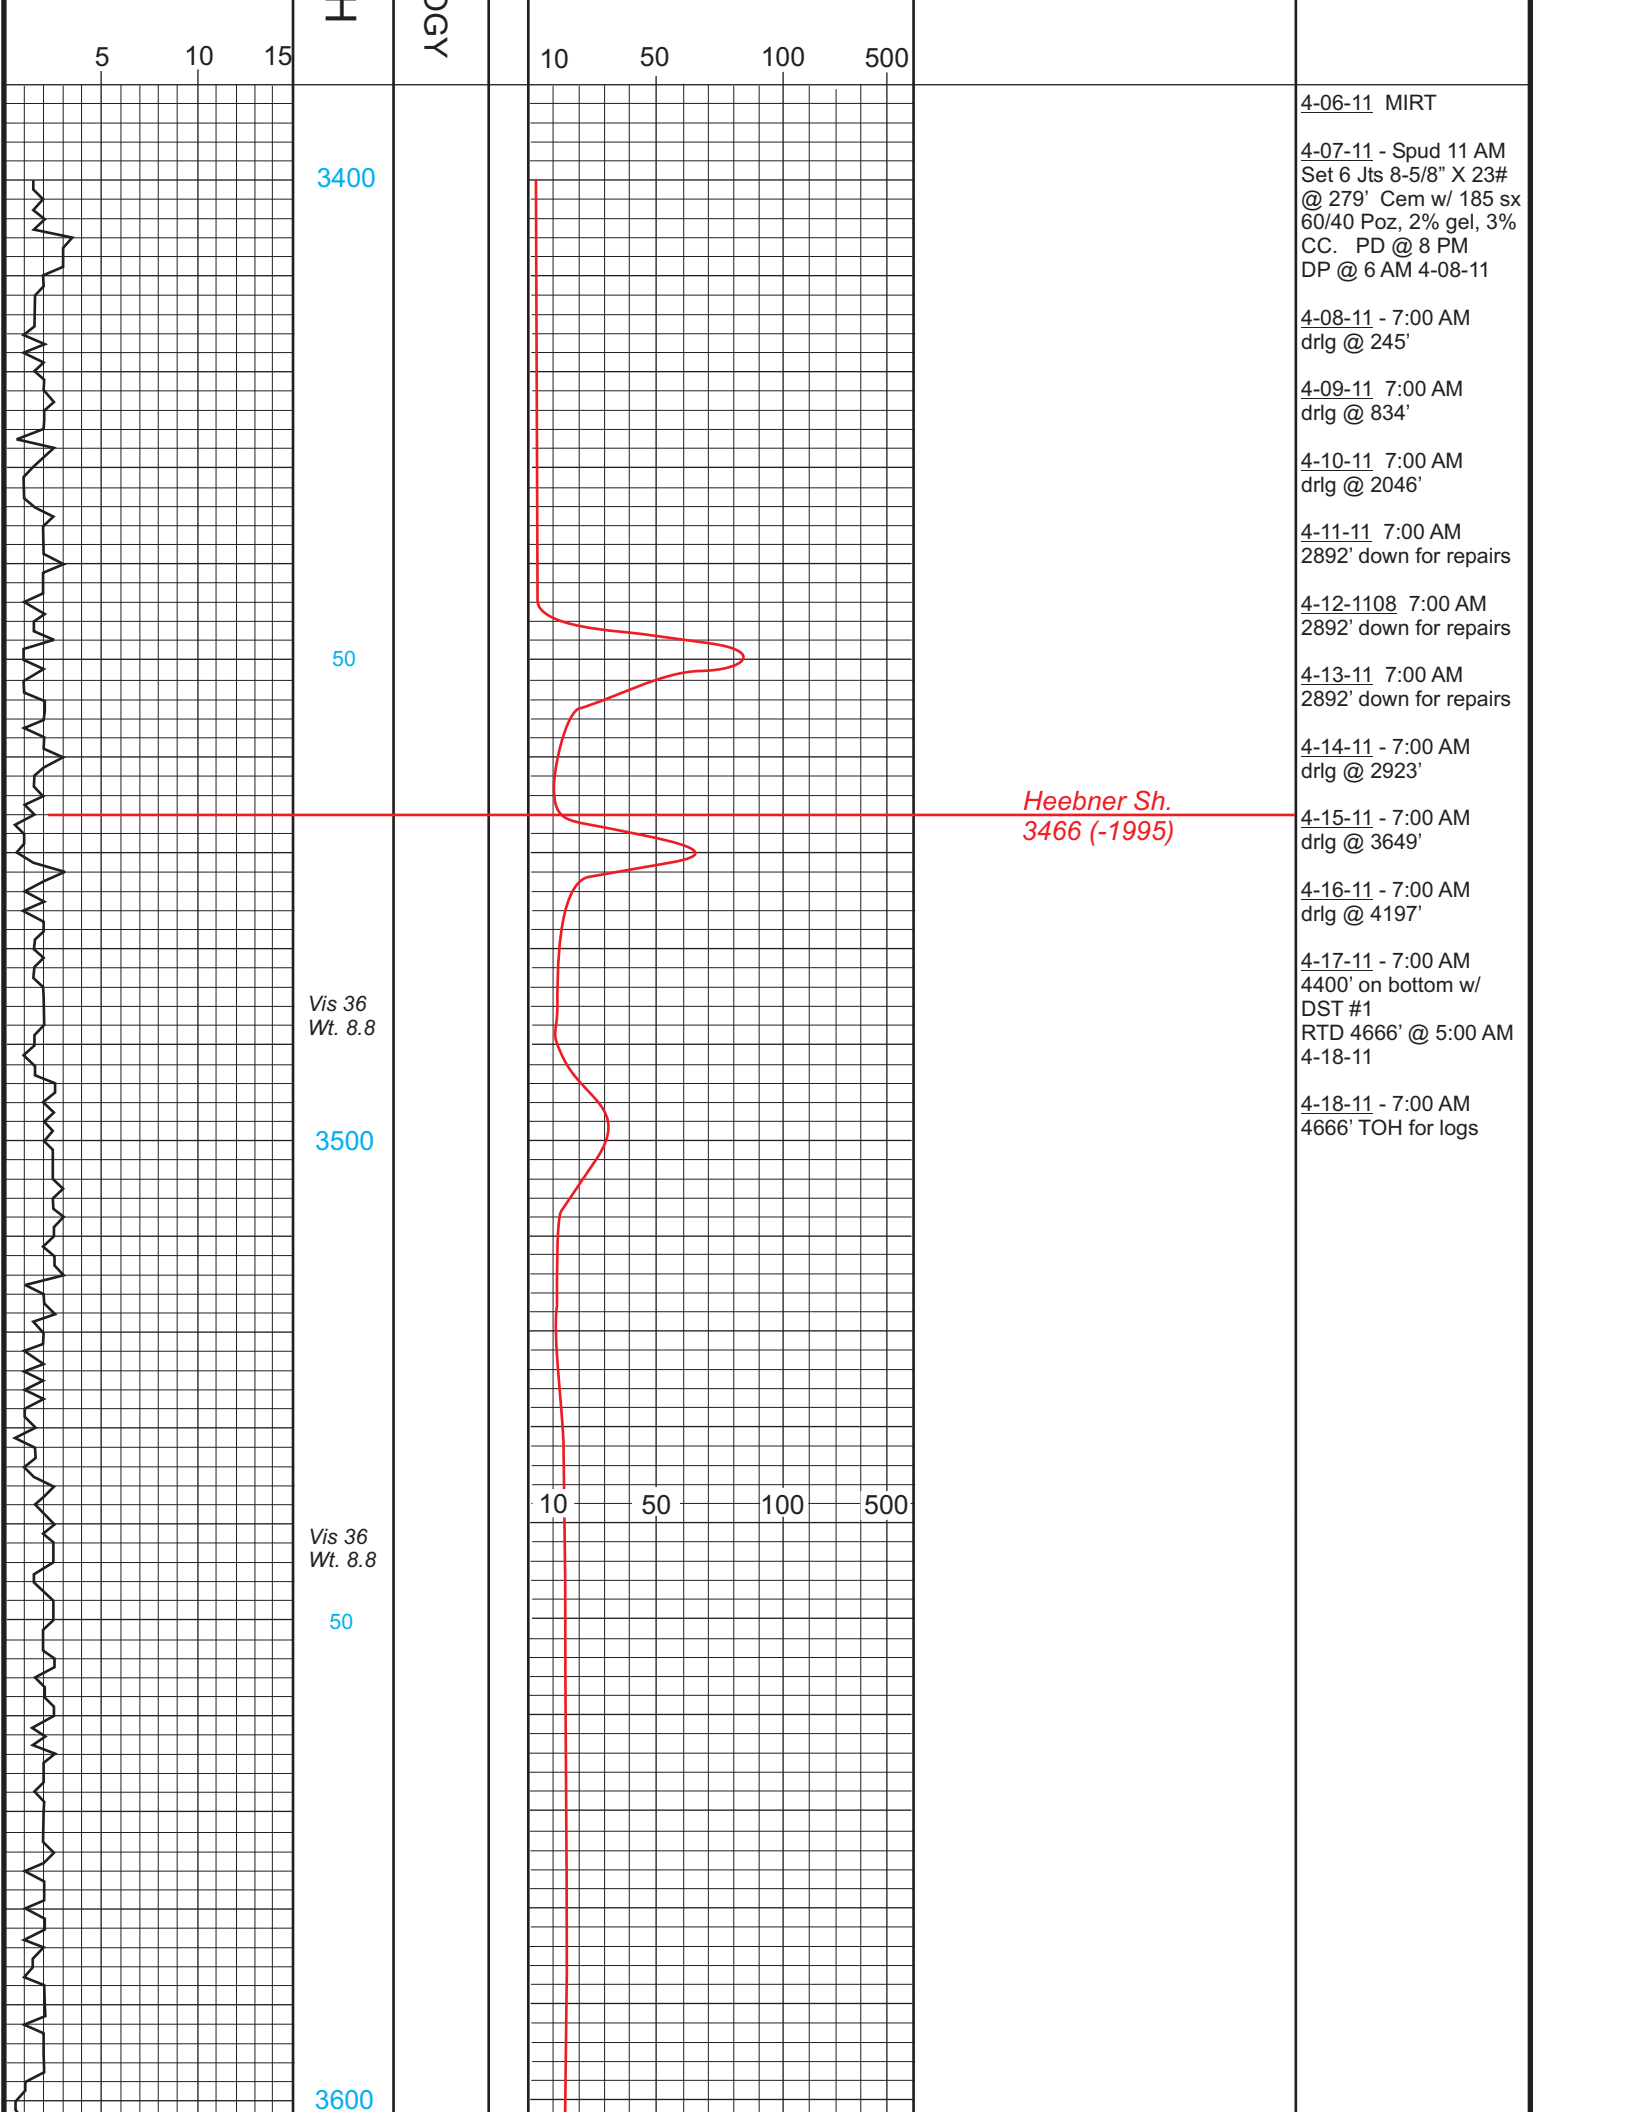 H
OGY
5 10 15
10 50 100 500
3400
50
Heebner Sh.
3466 (-1995)
Vis 36
Wt. 8.8
3500
10 50 100 500
Vis 36
Wt. 8.8
50
3600
4-06-11 MIRT
4-07-11 - Spud 11 AM
Set 6 Jts 8-5/8” X 23#
@ 279’ Cem w/ 185 sx
60/40 Poz, 2% gel, 3%
CC. PD @ 8 PM
DP @ 6 AM 4-08-11
4-08-11 - 7:00 AM
drlg @ 245’
4-09-11 7:00 AM
drlg @ 834’
4-10-11 7:00 AM
drlg @ 2046’
4-11-11 7:00 AM
2892’ down for repairs
4-12-1108 7:00 AM
2892’ down for repairs
4-13-11 7:00 AM
2892’ down for repairs
4-14-11 - 7:00 AM
drlg @ 2923’
4-15-11 - 7:00 AM
drlg @ 3649’
4-16-11 - 7:00 AM
drlg @ 4197’
4-17-11 - 7:00 AM
4400’ on bottom w/
DST #1
RTD 4666’ @ 5:00 AM
4-18-11
4-18-11 - 7:00 AM
4666’ TOH for logs